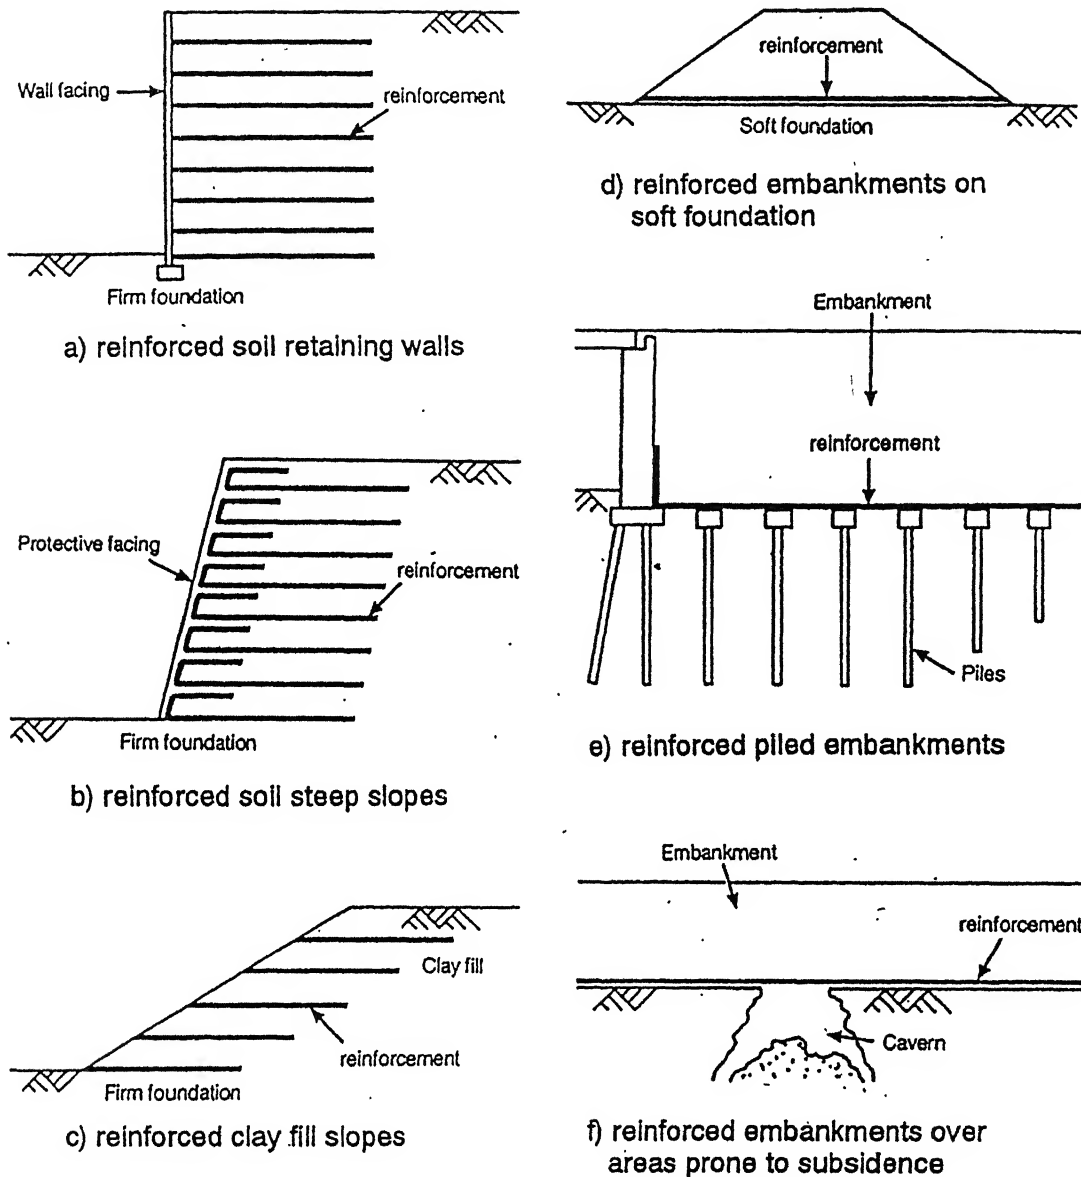 Wall facing
reinforcement
Firm foundation
a) reinforced soil retaining walls
Protective facing
reinforcement
Firm foundation
b) reinforced soil steep slopes
Clay fill
reinforcement
Firm foundation
c) reinforced clay fill slopes
reinforcement
Soft foundation
d) reinforced embankments on
soft foundation
Embankment
reinforcement
Piles
e) reinforced piled embankments
Embankment
reinforcement
Cavern
f) reinforced embankments over
areas prone to subsidence